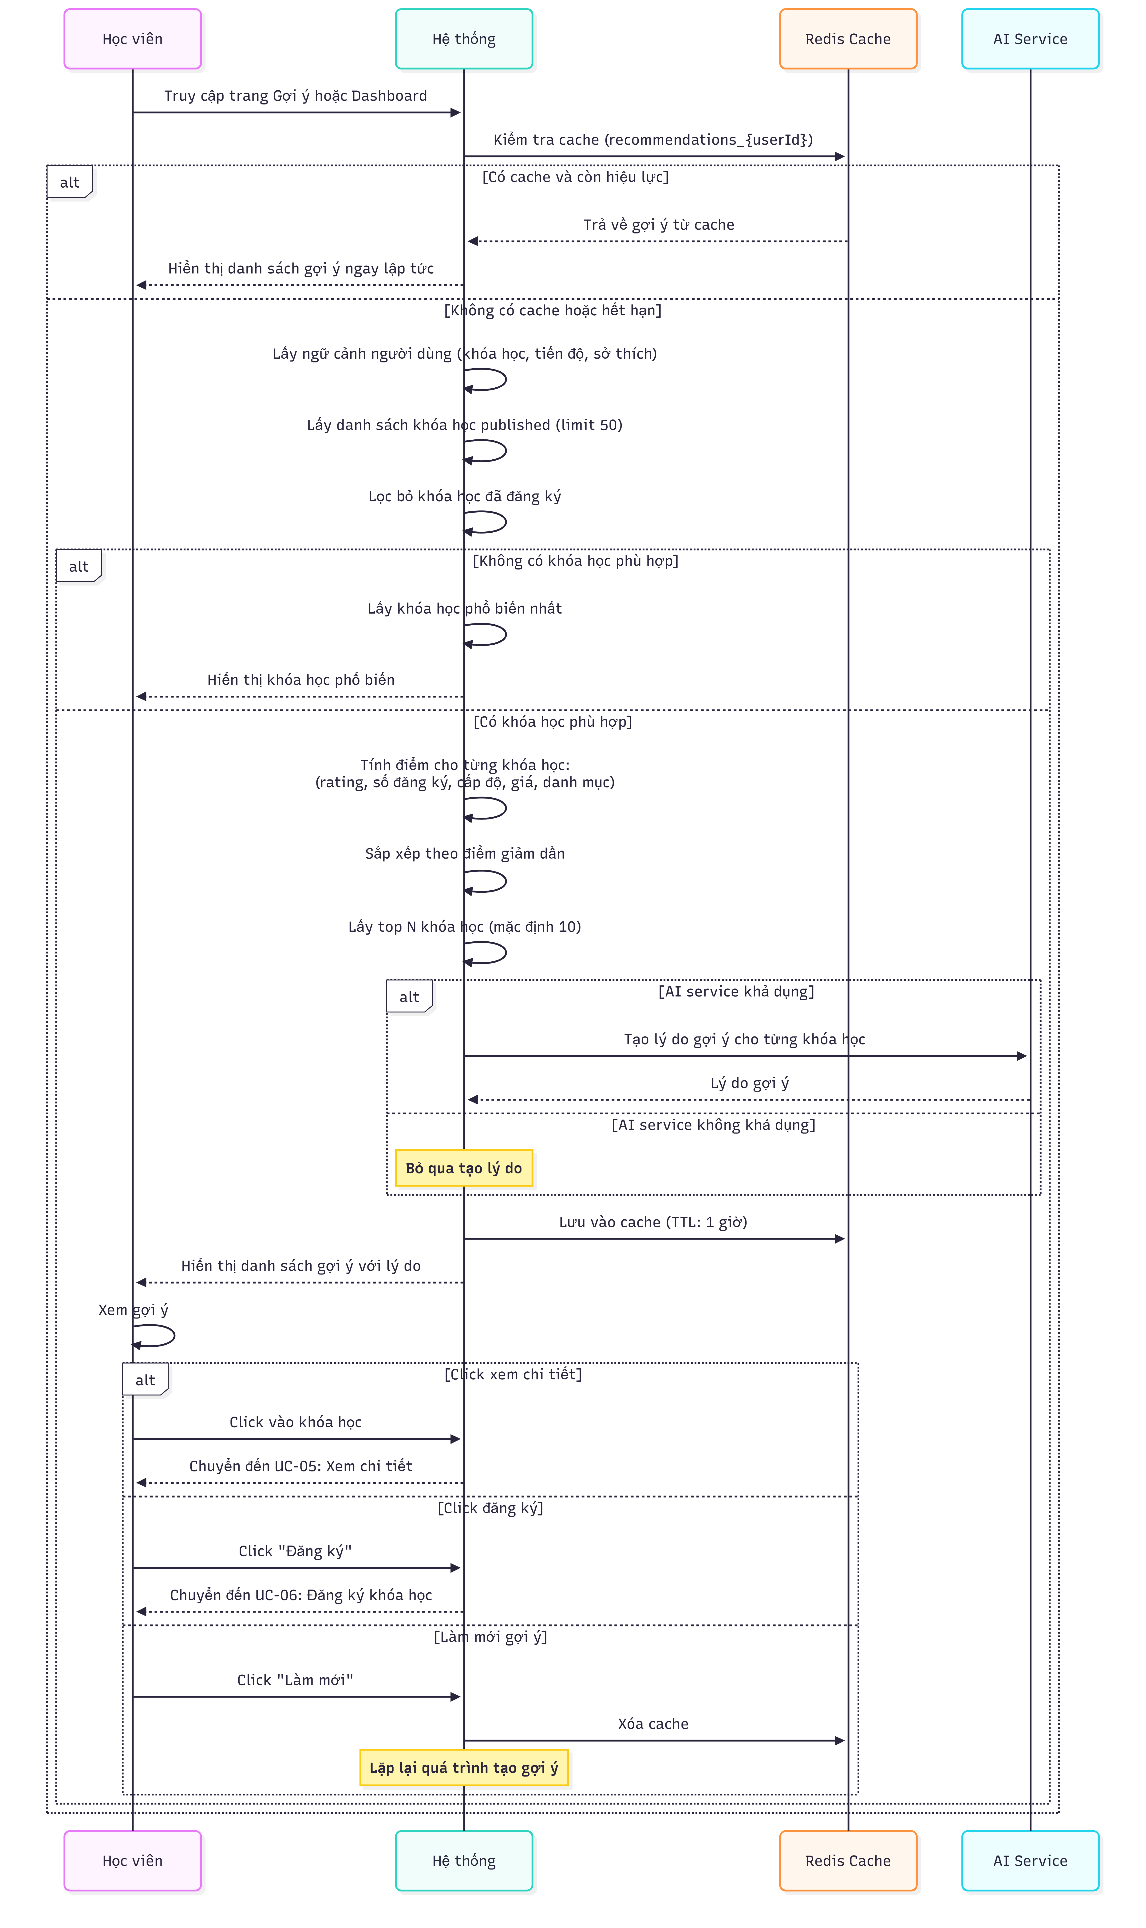 Học viên
Hệ thống
Redis Cache
AI Service
Truy cập trang Gợi ý hoặc Dashboard
Kiểm tra cache (recommendations_{userId})
alt
[Có cache và còn hiệu lực]
Trả về gợi ý từ cache
Hiển thị danh sách gợi ý ngay lập tức
[Không có cache hoặc hết hạn]
Lấy ngữ cảnh người dùng (khóa học, tiến độ, sở thích)
Lấy danh sách khóa học published (limit 50)
Lọc bỏ khóa học đã đăng ký
alt
[Không có khóa học phù hợp]
Lấy khóa học phổ biến nhất
Hiển thị khóa học phổ biến
[Có khóa học phù hợp]
Tính điểm cho từng khóa học:
(rating, số đăng ký, cấp độ, giá, danh mục)
Sắp xếp theo điểm giảm dần
Lấy top N khóa học (mặc định 10)
alt
[AI service khả dụng]
Tạo lý do gợi ý cho từng khóa học
Lý do gợi ý
[AI service không khả dụng]
Bỏ qua tạo lý do
Lưu vào cache (TTL: 1 giờ)
Hiển thị danh sách gợi ý với lý do
Xem gợi ý
alt
[Click xem chi tiết]
Click vào khóa học
Chuyển đến UC-05: Xem chi tiết
[Click đăng ký]
Click "Đăng ký"
Chuyển đến UC-06: Đăng ký khóa học
[Làm mới gợi ý]
Click "Làm mới"
Xóa cache
Lặp lại quá trình tạo gợi ý
Học viên
Hệ thống
Redis Cache
AI Service